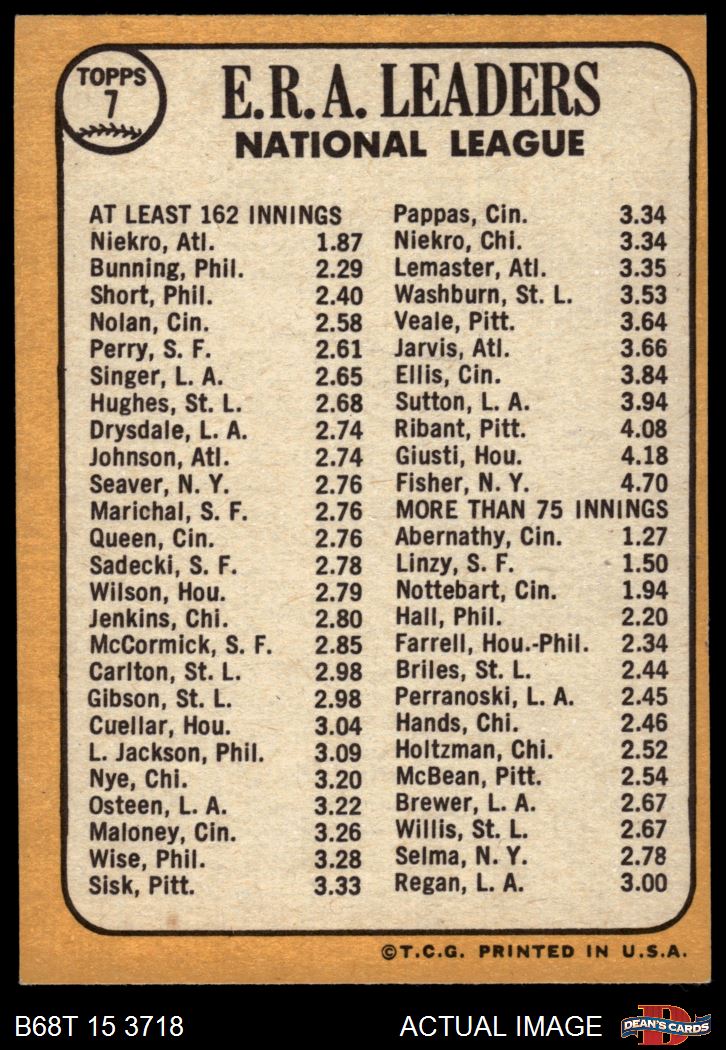 TOPPS
7
E.R.A. LEADERS
NATIONAL LEAGUE
AT LEAST 162 INNINGS
Niekro, Atl. 1.87
Bunning, Phil. 2.29
Short, Phil. 2.40
Nolan, Cin. 2.58
Perry, S. F. 2.61
Singer, L. A. 2.65
Hughes, St. L. 2.68
Drysdale, L. A. 2.74
Johnson, Atl. 2.74
Seaver, N. Y. 2.76
Marichal, S. F. 2.76
Queen, Cin. 2.76
Sadecki, S. F. 2.78
Wilson, Hou. 2.79
Jenkins, Chi. 2.80
McCormick, S. F. 2.85
Carlton, St. L. 2.98
Gibson, St. L. 2.98
Cuellar, Hou. 3.04
L. Jackson, Phil. 3.09
Nye, Chi. 3.20
Osteen, L. A. 3.22
Maloney, Cin. 3.26
Wise, Phil. 3.28
Sisk, Pitt. 3.33
Pappas, Cin. 3.34
Niekro, Chi. 3.34
Lemaster, Atl. 3.35
Washburn, St. L. 3.53
Veale, Pitt. 3.64
Jarvis, Atl. 3.66
Ellis, Cin. 3.84
Sutton, L. A. 3.94
Ribant, Pitt. 4.08
Giusti, Hou. 4.18
Fisher, N. Y. 4.70
MORE THAN 75 INNINGS
Abernathy, Cin. 1.27
Linzy, S. F. 1.50
Nottebart, Cin. 1.94
Hall, Phil. 2.20
Farrell, Hou.-Phil. 2.34
Briles, St. L. 2.44
Perranoski, L. A. 2.45
Hands, Chi. 2.46
Holtzman, Chi. 2.52
McBean, Pitt. 2.54
Brewer, L. A. 2.67
Willis, St. L. 2.67
Selma, N. Y. 2.78
Regan, L. A. 3.00
©T.C.G. PRINTED IN U.S.A.
B68T 15 3718
ACTUAL IMAGE
D
DEAN'S CARDS